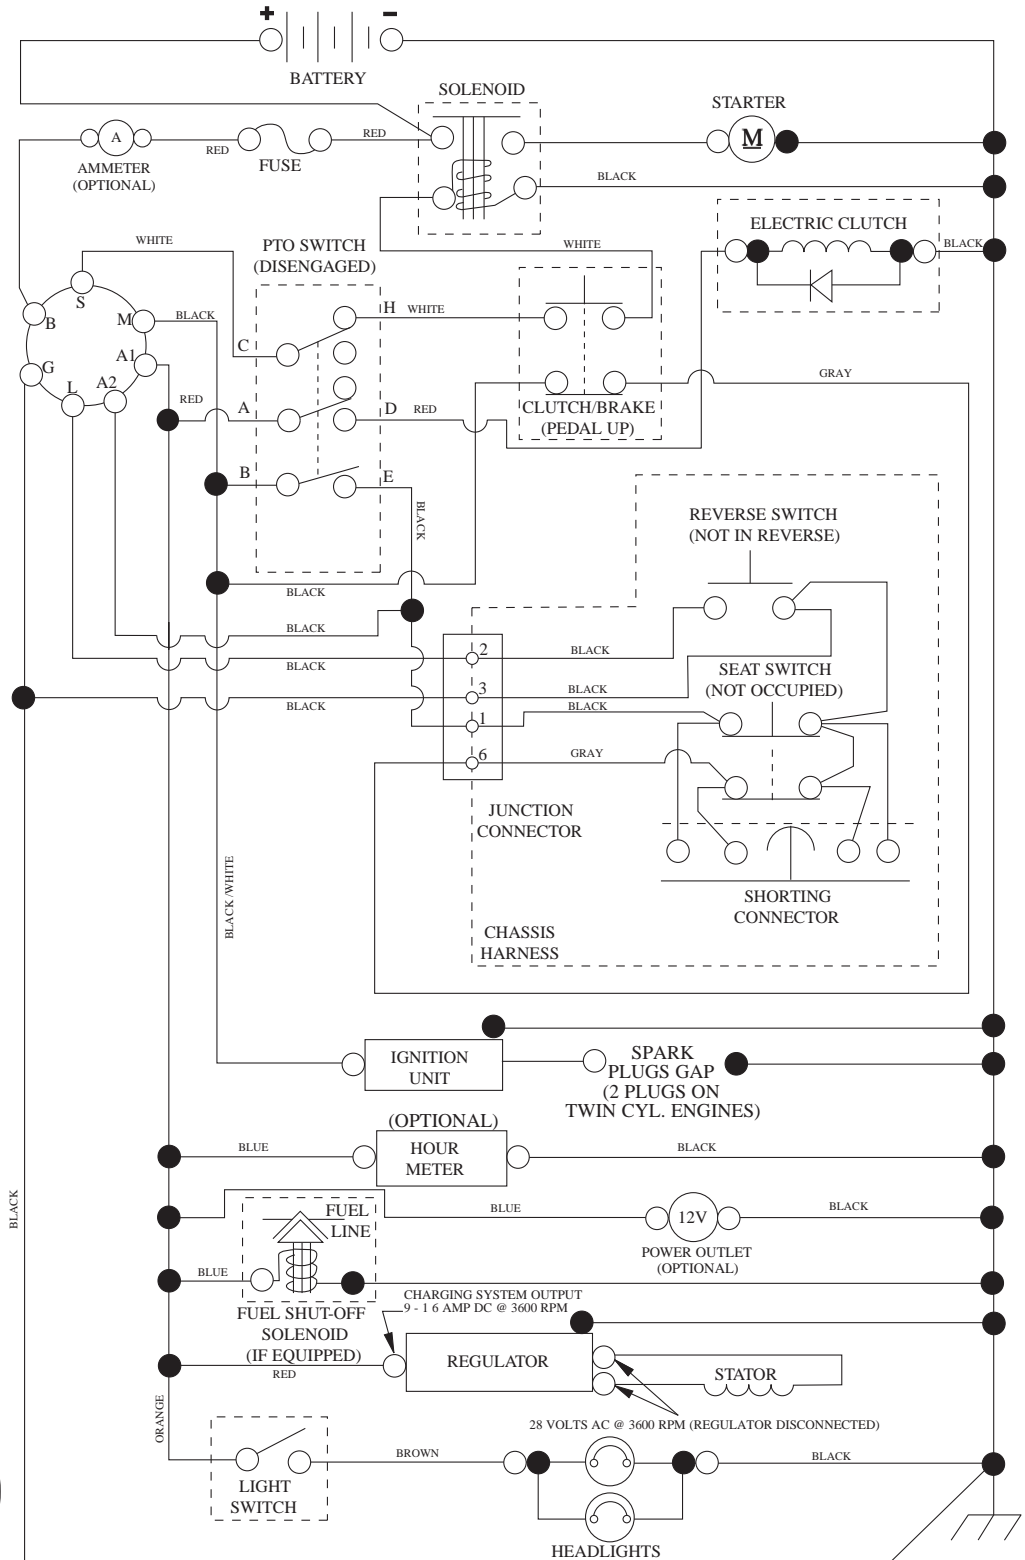 +
−
BATTERY
SOLENOID
STARTER
A
RED
FUSE
RED
M
AMMETER
(OPTIONAL)
BLACK
WHITE
PTO SWITCH
(DISENGAGED)
WHITE
ELECTRIC CLUTCH
BLACK
S
B
M
BLACK
H
WHITE
C
G
A1
L
A2
RED
A
D
RED
GRAY
CLUTCH/BRAKE
(PEDAL UP)
B
E
BLACK
REVERSE SWITCH
(NOT IN REVERSE)
BLACK
BLACK
2
BLACK
BLACK
SEAT SWITCH
(NOT OCCUPIED)
3
BLACK
BLACK
BLACK
1
6
GRAY
JUNCTION
CONNECTOR
BLACK /WHITE
SHORTING
CONNECTOR
CHASSIS
HARNESS
IGNITION
UNIT
SPARK
PLUGS GAP
(2 PLUGS ON
TWIN CYL. ENGINES)
(OPTIONAL)
HOUR
METER
BLUE
BLACK
BLACK
FUEL
LINE
BLUE
12V
BLACK
POWER OUTLET
(OPTIONAL)
BLUE
CHARGING SYSTEM OUTPUT
9 - 1 6 AMP DC @ 3600 RPM
FUEL SHUT-OFF
SOLENOID
(IF EQUIPPED)
RED
REGULATOR
STATOR
ORANGE
28 VOLTS AC @ 3600 RPM (REGULATOR DISCONNECTED)
BROWN
BLACK
LIGHT
SWITCH
HEADLIGHTS